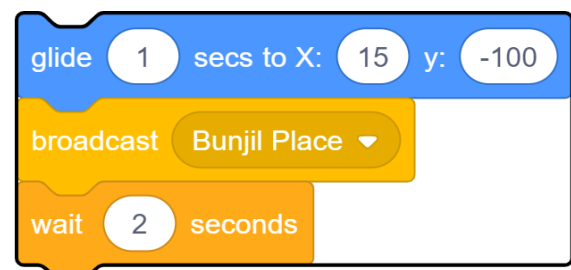 glide 1 secs to X: 15 y: -100
broadcast Bunjil Place
wait 2 seconds